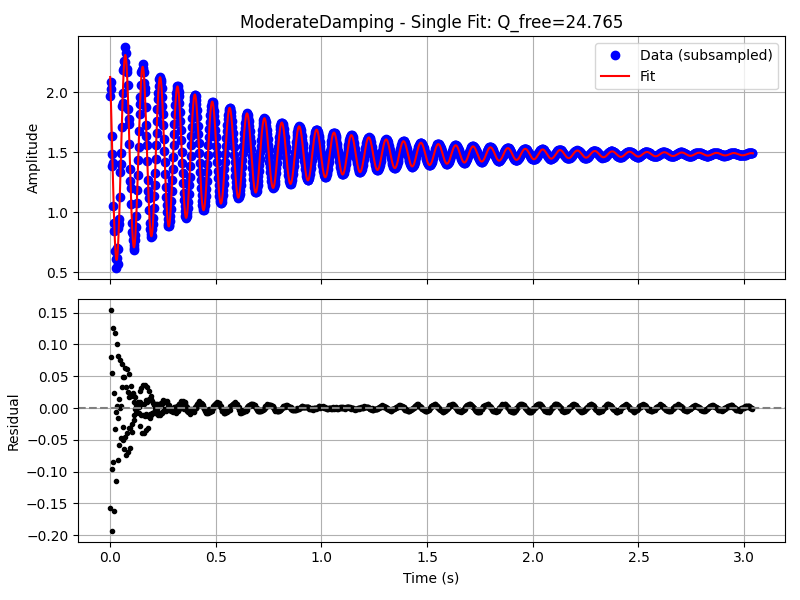 ModerateDamping - Single Fit: Q_free=24.765
Data (subsampled)
Fit
Amplitude
2.0
1.5
1.0
0.5
Residual
0.15
0.10
0.05
0.00
−0.05
−0.10
−0.15
−0.20
0.0 0.5 1.0 1.5 2.0 2.5 3.0
Time (s)